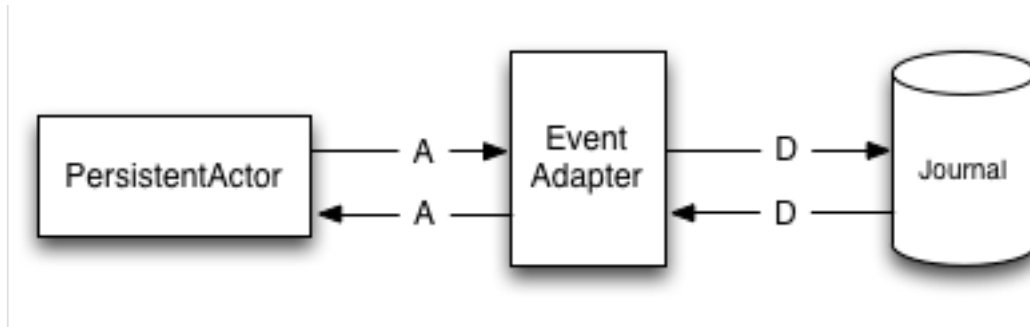 PersistentActor
A
A
Event
Adapter
D
D
Journal